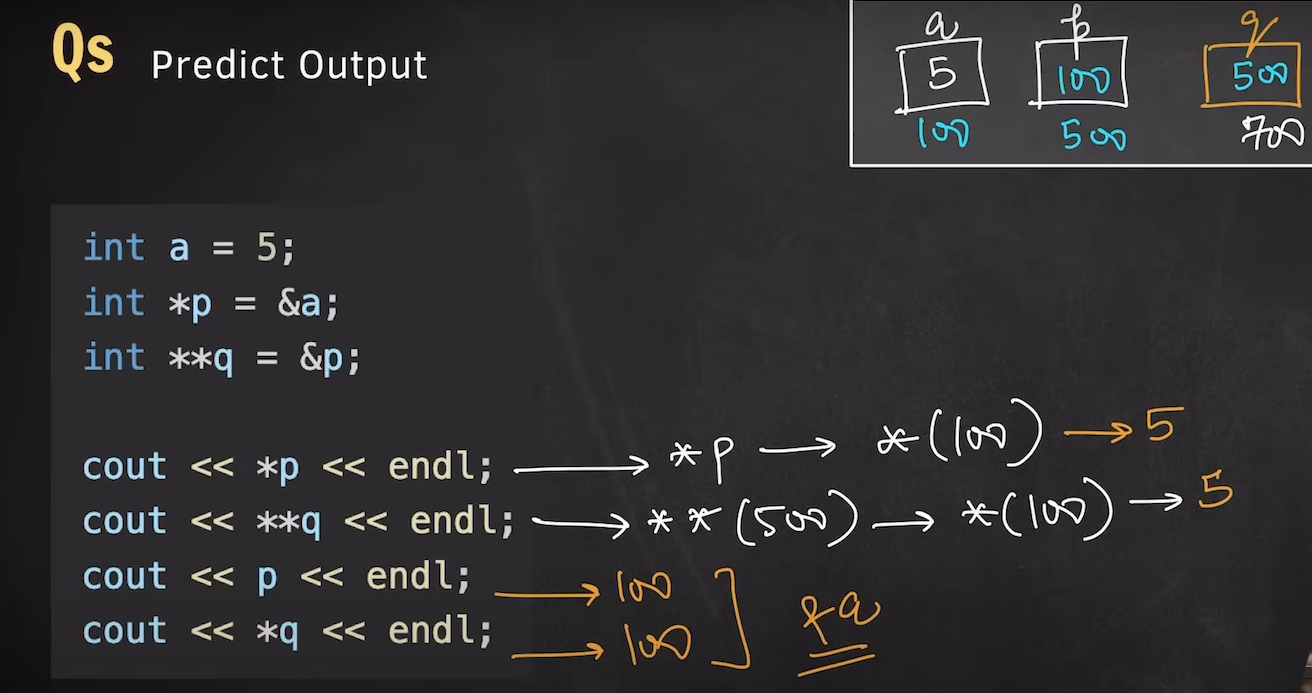 Qs Predict Output
a p q
5 100 500
100 500 700
int a = 5;
int *p = &a;
int **q = &p;
cout << *p << endl; → *p → *(100) → 5
cout << **q << endl; → **(500) → *(100) → 5
cout << p << endl; → 100
cout << *q << endl; → 100
&a